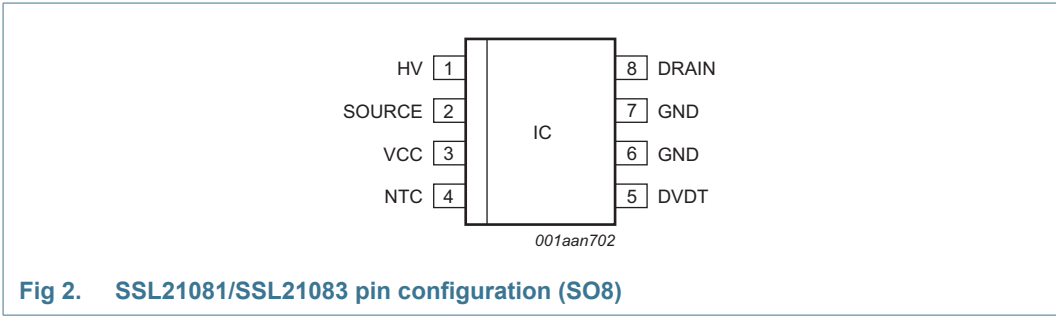 HV 1 8 DRAIN
SOURCE 2 7 GND
IC
VCC 3 6 GND
NTC 4 5 DVDT
001aan702
Fig 2. SSL21081/SSL21083 pin configuration (SO8)